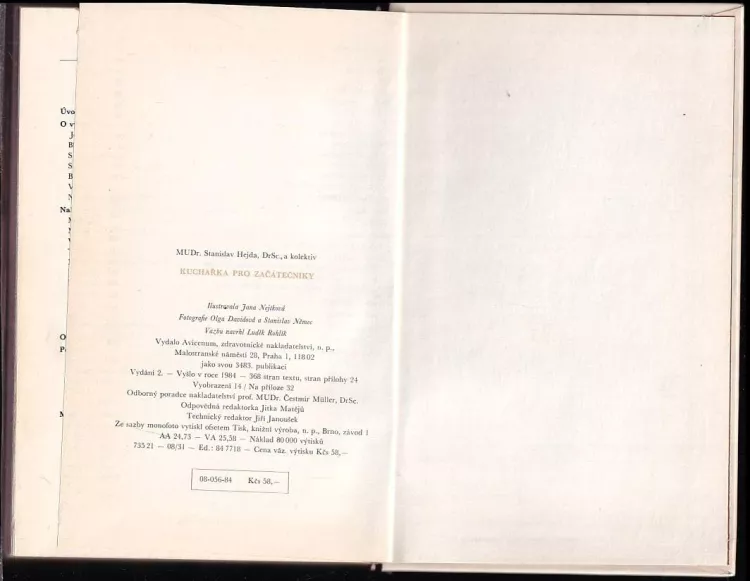 Úvo
O v
J
B
S
S
B
V
N
Nal
O
MUDr. Stanislav Hejda, DrSc., a kolektiv
KUCHAŘKA PRO ZAČÁTEČNÍKY
Ilustrovala Jana Nejtková
Fotografie Olga Davidová a Stanislav Němec
Vazbu navrhl Luděk Rohlík
Vydalo Avicenum, zdravotnické nakladatelství, n. p.,
Malostranské náměstí 28, Praha 1, 118 02
jako svou 3483. publikaci
Vydání 2. — Vyšlo v roce 1984 — 368 stran textu, stran přílohy 24
Vyobrazení 14 / Na příloze 32
Odborný poradce nakladatelství prof. MUDr. Čestmír Müller, DrSc.
Odpovědná redaktorka Jitka Matějů
Technický redaktor Jiří Janoušek
Ze sazby monofoto vytiskl ofsetem Tisk, knižní výroba, n. p., Brno, závod 1
AA 24,73 — VA 25,58 — Náklad 80 000 výtisků
735 21 — 08/31 — Ed.: 84 7718 — Cena váz. výtisku Kčs 58,—
08-056-84 Kčs 58,—